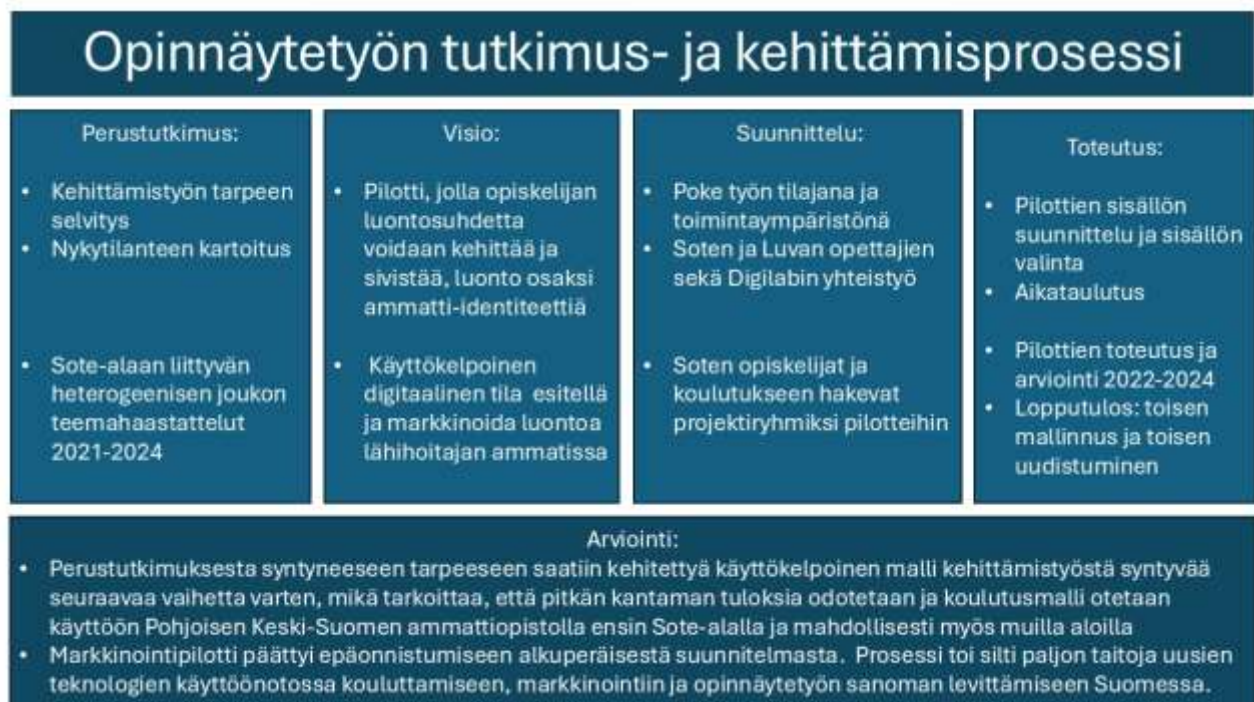 Opinnäytetyön tutkimus- ja kehittämisprosessi
Perustutkimus:
• Kehittämistyön tarpeen
selvitys
• Nykytilanteen kartoitus
• Sote-alaan liittyvän
heterogeenisen joukon
teemahaastattelut
2021-2024
Visio:
• Pilotti, jolla opiskelijan
luontosuhdetta
voidaan kehittää ja
sivistää, luonto osaksi
ammatti-identiteettiä
• Käyttökelpoinen
digitaalinen tila esitellä
ja markkinoida luontoa
lähihoitajan ammatissa
Suunnittelu:
• Poke työn tilajana ja
toimintaympäristönä
• Soten ja Luvan opettajien
sekä Digilabin yhteistyö
• Soten opiskelijat ja
koulutukseen hakevat
projektiryhmiksi pilotteihin
Toteutus:
• Pilottien sisällön
suunnittelu ja sisällön
valinta
• Aikataulutus
• Pilottien toteutus ja
arviointi 2022-2024
• Lopputulos: toisen
mallinnus ja toisen
uudistuminen
Arviointi:
• Perustutkimuksesta syntyneeseen tarpeeseen saatiin kehitettyä käyttökelpoinen malli kehittämistyöstä syntyvää
seuraavaa vaihetta varten, mikä tarkoittaa, että pitkän kantaman tuloksia odotetaan ja koulutusmalli otetaan
käyttöön Pohjoisen Keski-Suomen ammattiopistolla ensin Sote-alalla ja mahdollisesti myös muilla aloilla
• Markkinointipilotti päättyi epäonnistumiseen alkuperäisestä suunnitelmasta. Prosessi toi silti paljon taitoja uusien
teknologien käyttöönotossa kouluttamiseen, markkinointiin ja opinnäytetyön sanoman levittämiseen Suomessa.